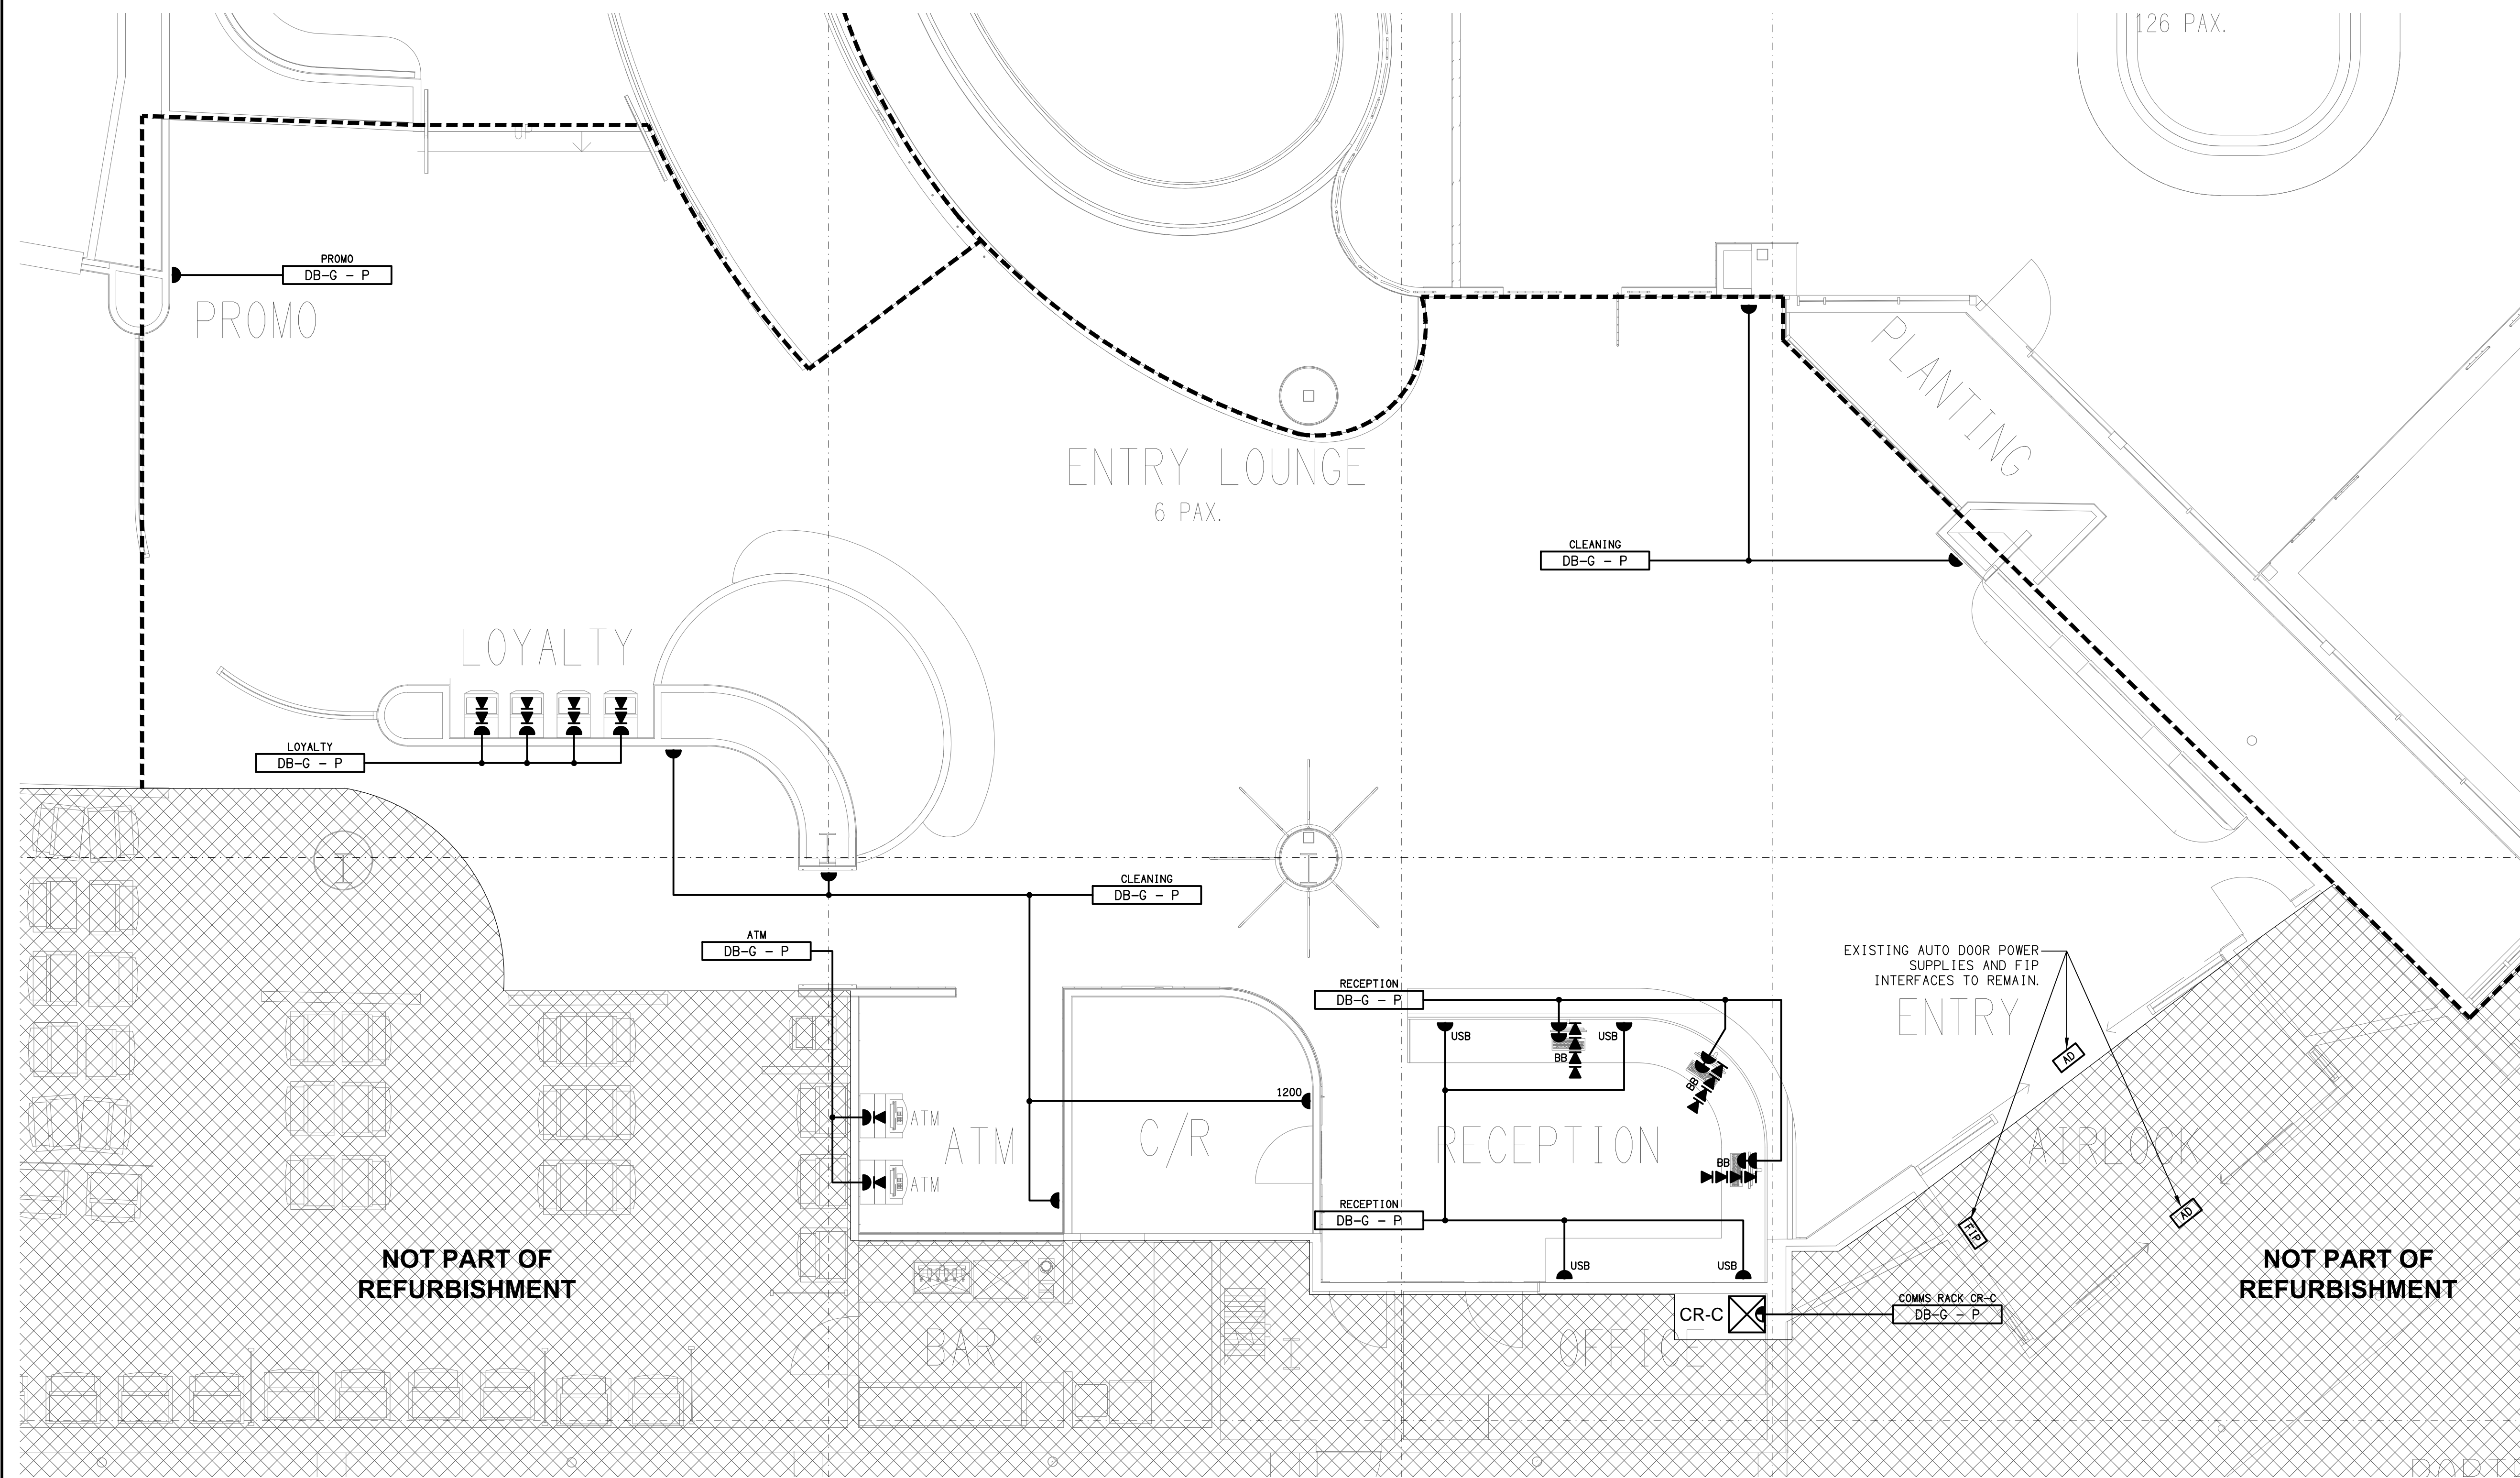 126 PAX.
UP
PROMO
DB-G - P
PROMO
PLANTING
ENTRY LOUNGE
6 PAX.
CLEANING
DB-G - P
LOYALTY
LOYALTY
DB-G - P
CLEANING
DB-G - P
ATM
DB-G - P
EXISTING AUTO DOOR POWER
SUPPLIES AND FIP
INTERFACES TO REMAIN.
RECEPTION
DB-G - P
ENTRY
USB
USB
BB
AD
BB
1200
ATM
ATM
C/R
RECEPTION
AIRLOCK
BB
ATM
RECEPTION
DB-G - P
AD
FIP
NOT PART OF
REFURBISHMENT
NOT PART OF
REFURBISHMENT
USB
USB
COMMS RACK CR-C
DB-G - P
CR-C
BAR
OFFICE